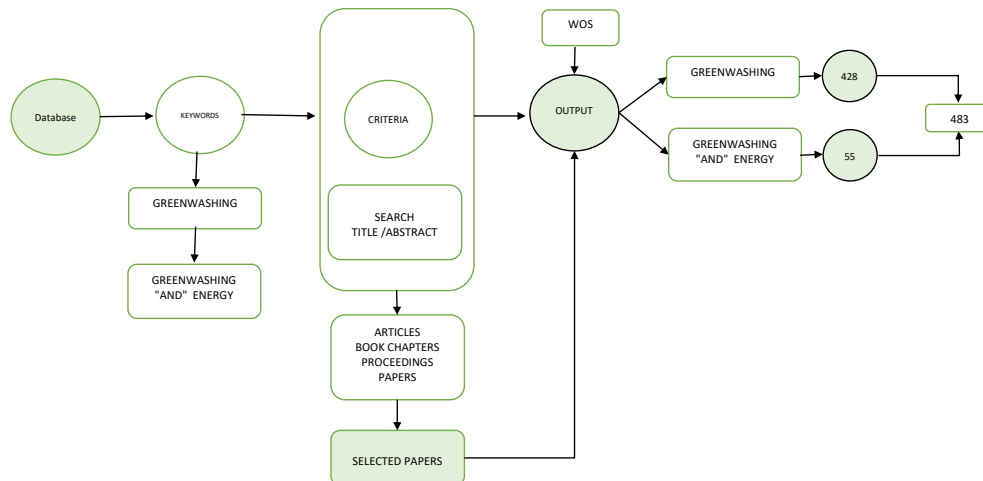 Database
KEYWORDS
GREENWASHING
GREENWASHING
"AND" ENERGY
CRITERIA
SEARCH
TITLE /ABSTRACT
ARTICLES
BOOK CHAPTERS
PROCEEDINGS
PAPERS
SELECTED PAPERS
WOS
OUTPUT
GREENWASHING
428
GREENWASHING
"AND" ENERGY
55
483